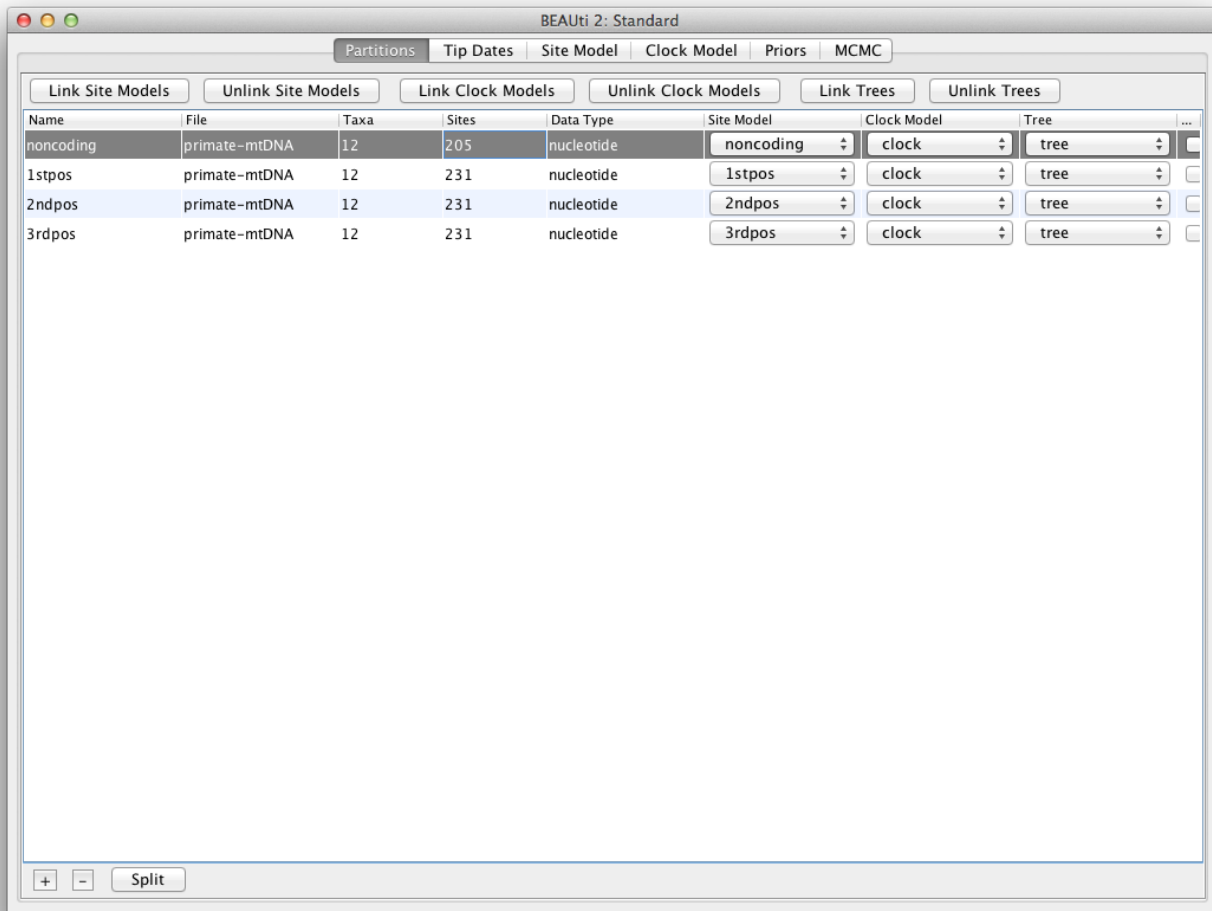 BEAUti 2: Standard
Partitions Tip Dates Site Model Clock Model Priors MCMC
Link Site Models Unlink Site Models Link Clock Models Unlink Clock Models Link Trees Unlink Trees
Name File Taxa Sites Data Type Site Model Clock Model Tree ...
noncoding primate-mtDNA 12 205 nucleotide noncoding clock tree
1stpos primate-mtDNA 12 231 nucleotide 1stpos clock tree
2ndpos primate-mtDNA 12 231 nucleotide 2ndpos clock tree
3rdpos primate-mtDNA 12 231 nucleotide 3rdpos clock tree
+ - Split